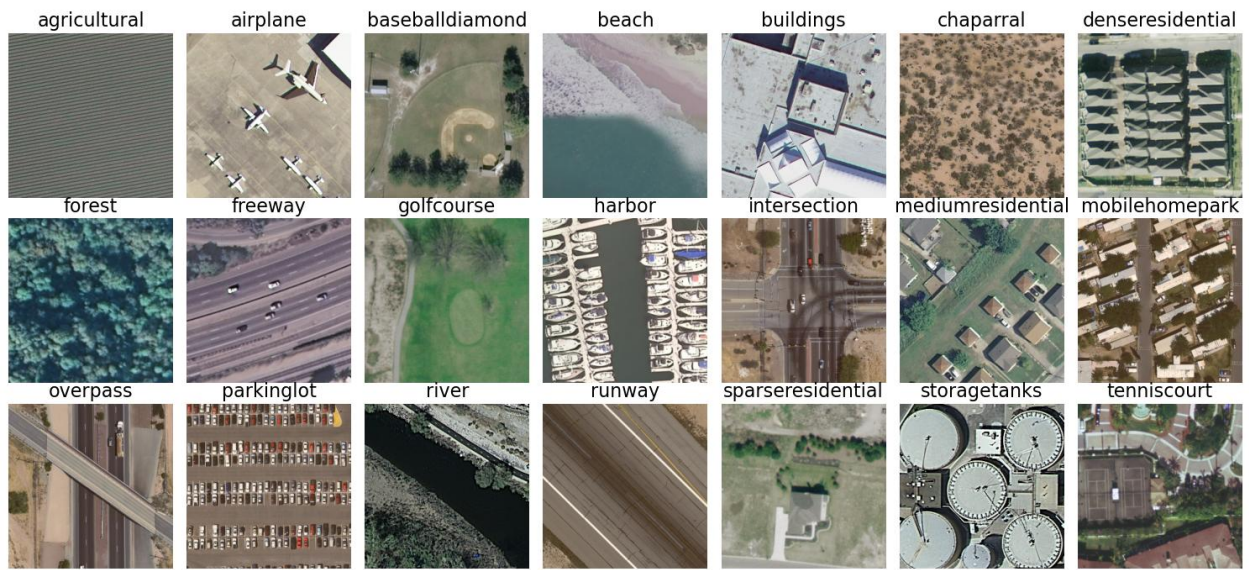 agricultural airplane baseballdiamond beach buildings chaparral denseresidential
forest freeway golfcourse harbor intersection mediumresidential mobilehomepark
overpass parkinglot river runway sparseresidential storagetanks tenniscourt